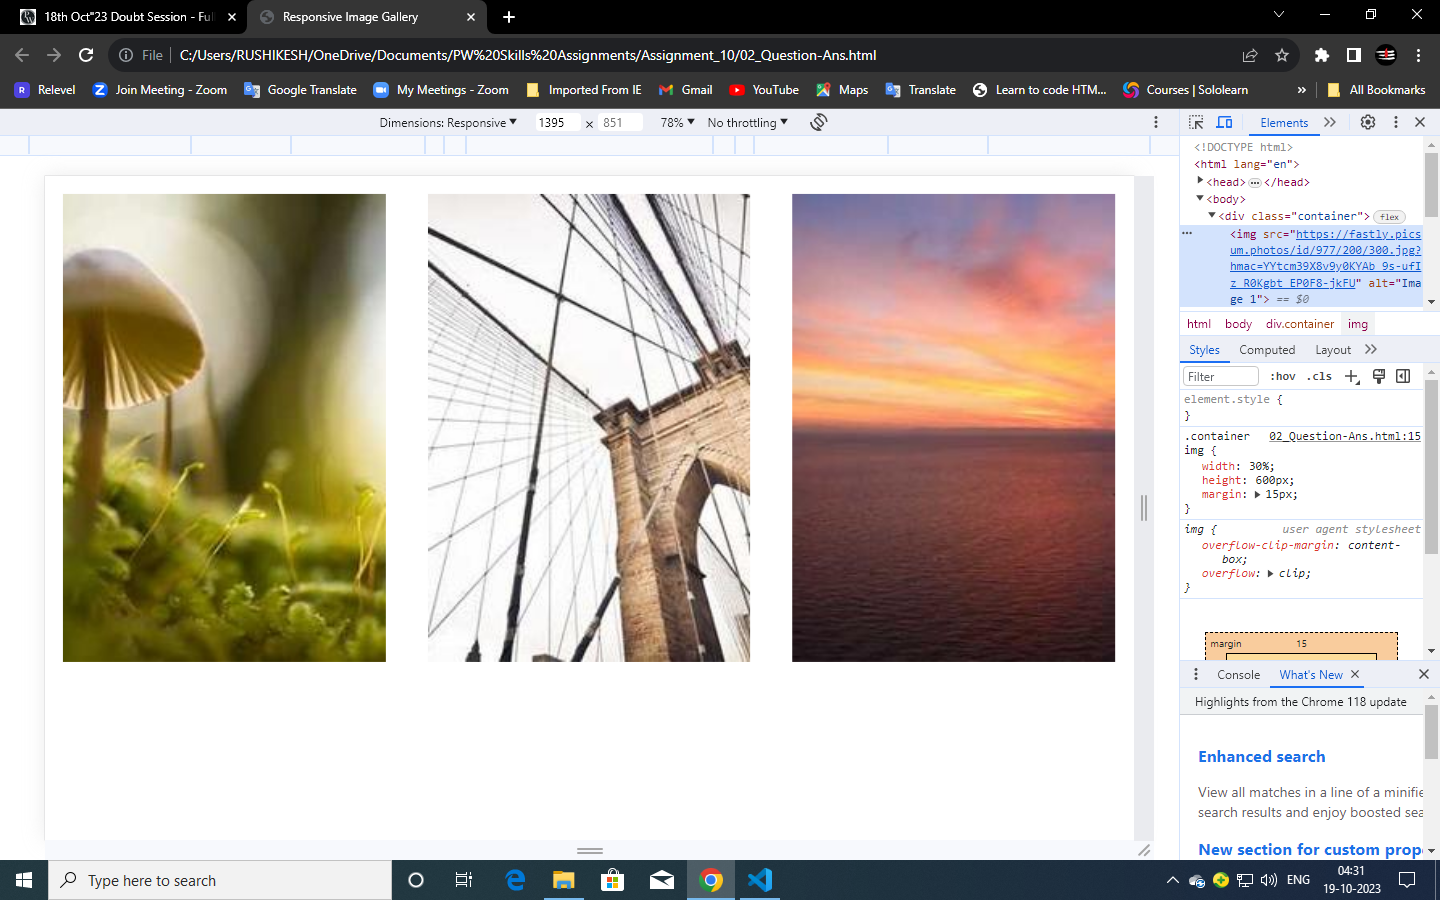 18th Oct"23 Doubt Session - Ful
Responsive Image Gallery
File
C:/Users/RUSHIKESH/OneDrive/Documents/PW%20Skills%20Assignments/Assignment_10/02_Question-Ans.html
Relevel
Join Meeting - Zoom
Google Translate
My Meetings - Zoom
Imported From IE
Gmail
YouTube
Maps
Translate
Learn to code HTM...
Courses | Sololearn
»
All Bookmarks
Dimensions: Responsive
1395 x 851
78%
No throttling
Elements
<!DOCTYPE html>
<html lang="en">
<head>…</head>
<body>
<div class="container"> flex
<img src="https://fastly.pics
um.photos/id/977/200/300.jpg?
hmac=YYtcm39X8v9y0KYAb_9s-ufI
z_R0Kgbt_EP0F8-jkFU" alt="Ima
ge 1"> == $0
html body div.container img
Styles Computed Layout
Filter :hov .cls
element.style {
}
.container 02_Question-Ans.html:15
img {
width: 30%;
height: 600px;
margin: 15px;
}
img { user agent stylesheet
overflow-clip-margin: content-
box;
overflow: clip;
}
margin 15
Console What's New
Highlights from the Chrome 118 update
Enhanced search
View all matches in a line of a minifie
search results and enjoy boosted sea
New section for custom prop
Type here to search
ENG
04:31
19-10-2023